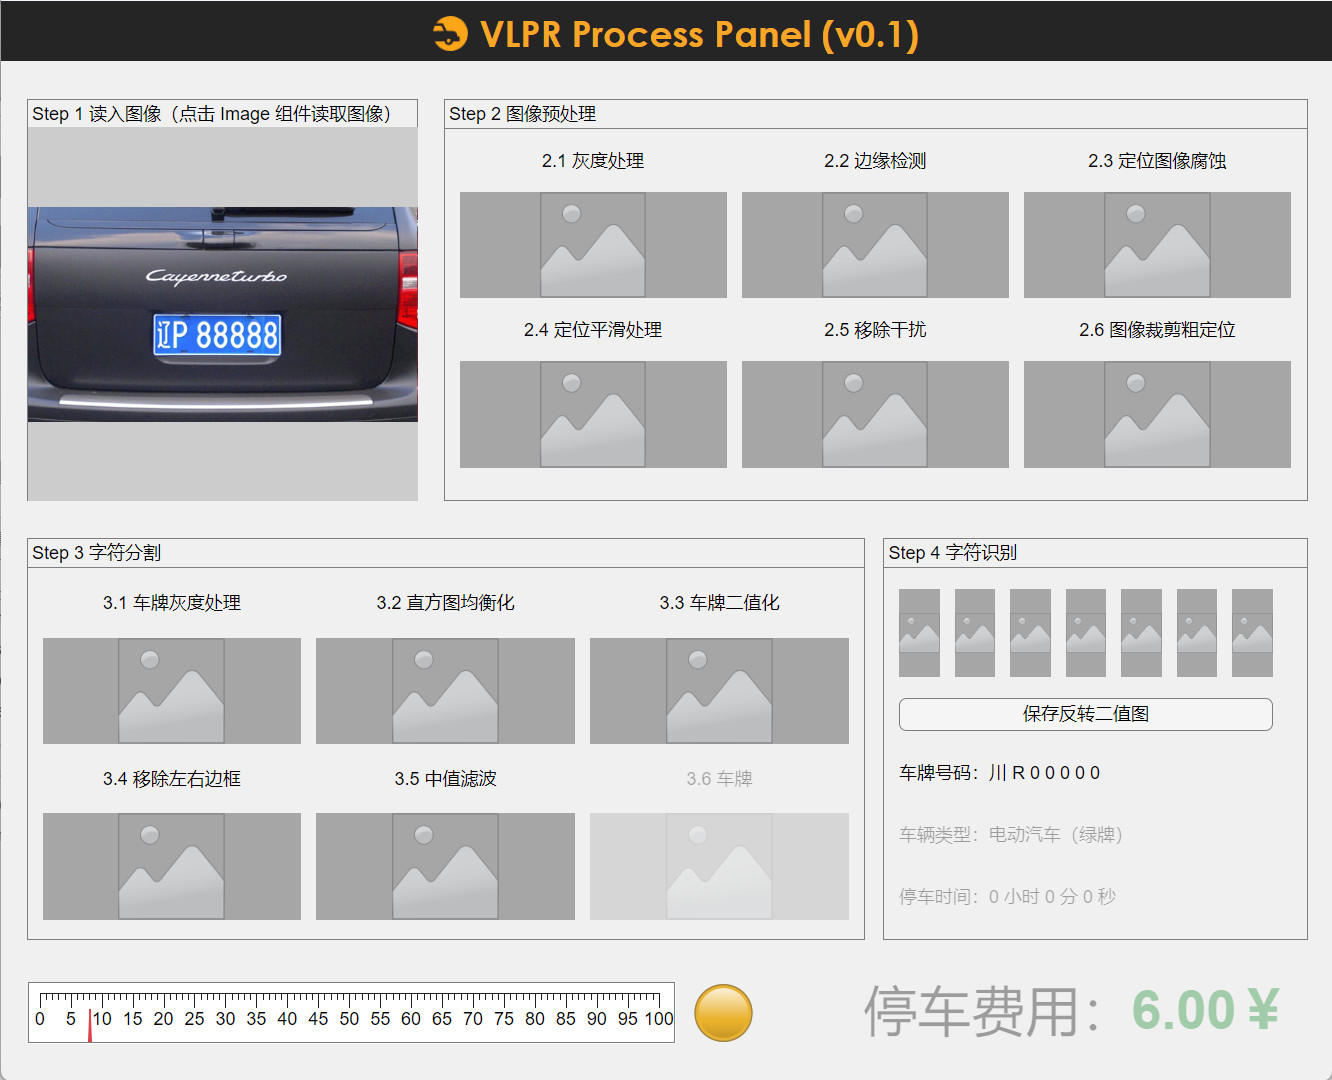 VLPR Process Panel (v0.1)
Step 1 读入图像（点击 Image 组件读取图像）
Cayenne turbo
辽P 88888
Step 2 图像预处理
2.1 灰度处理
2.2 边缘检测
2.3 定位图像腐蚀
2.4 定位平滑处理
2.5 移除干扰
2.6 图像裁剪粗定位
Step 3 字符分割
3.1 车牌灰度处理
3.2 直方图均衡化
3.3 车牌二值化
3.4 移除左右边框
3.5 中值滤波
3.6 车牌
Step 4 字符识别
保存反转二值图
车牌号码：川 R 0 0 0 0 0
车辆类型：电动汽车（绿牌）
停车时间：0 小时 0 分 0 秒
0 5 10 15 20 25 30 35 40 45 50 55 60 65 70 75 80 85 90 95 100
停车费用：6.00 ¥